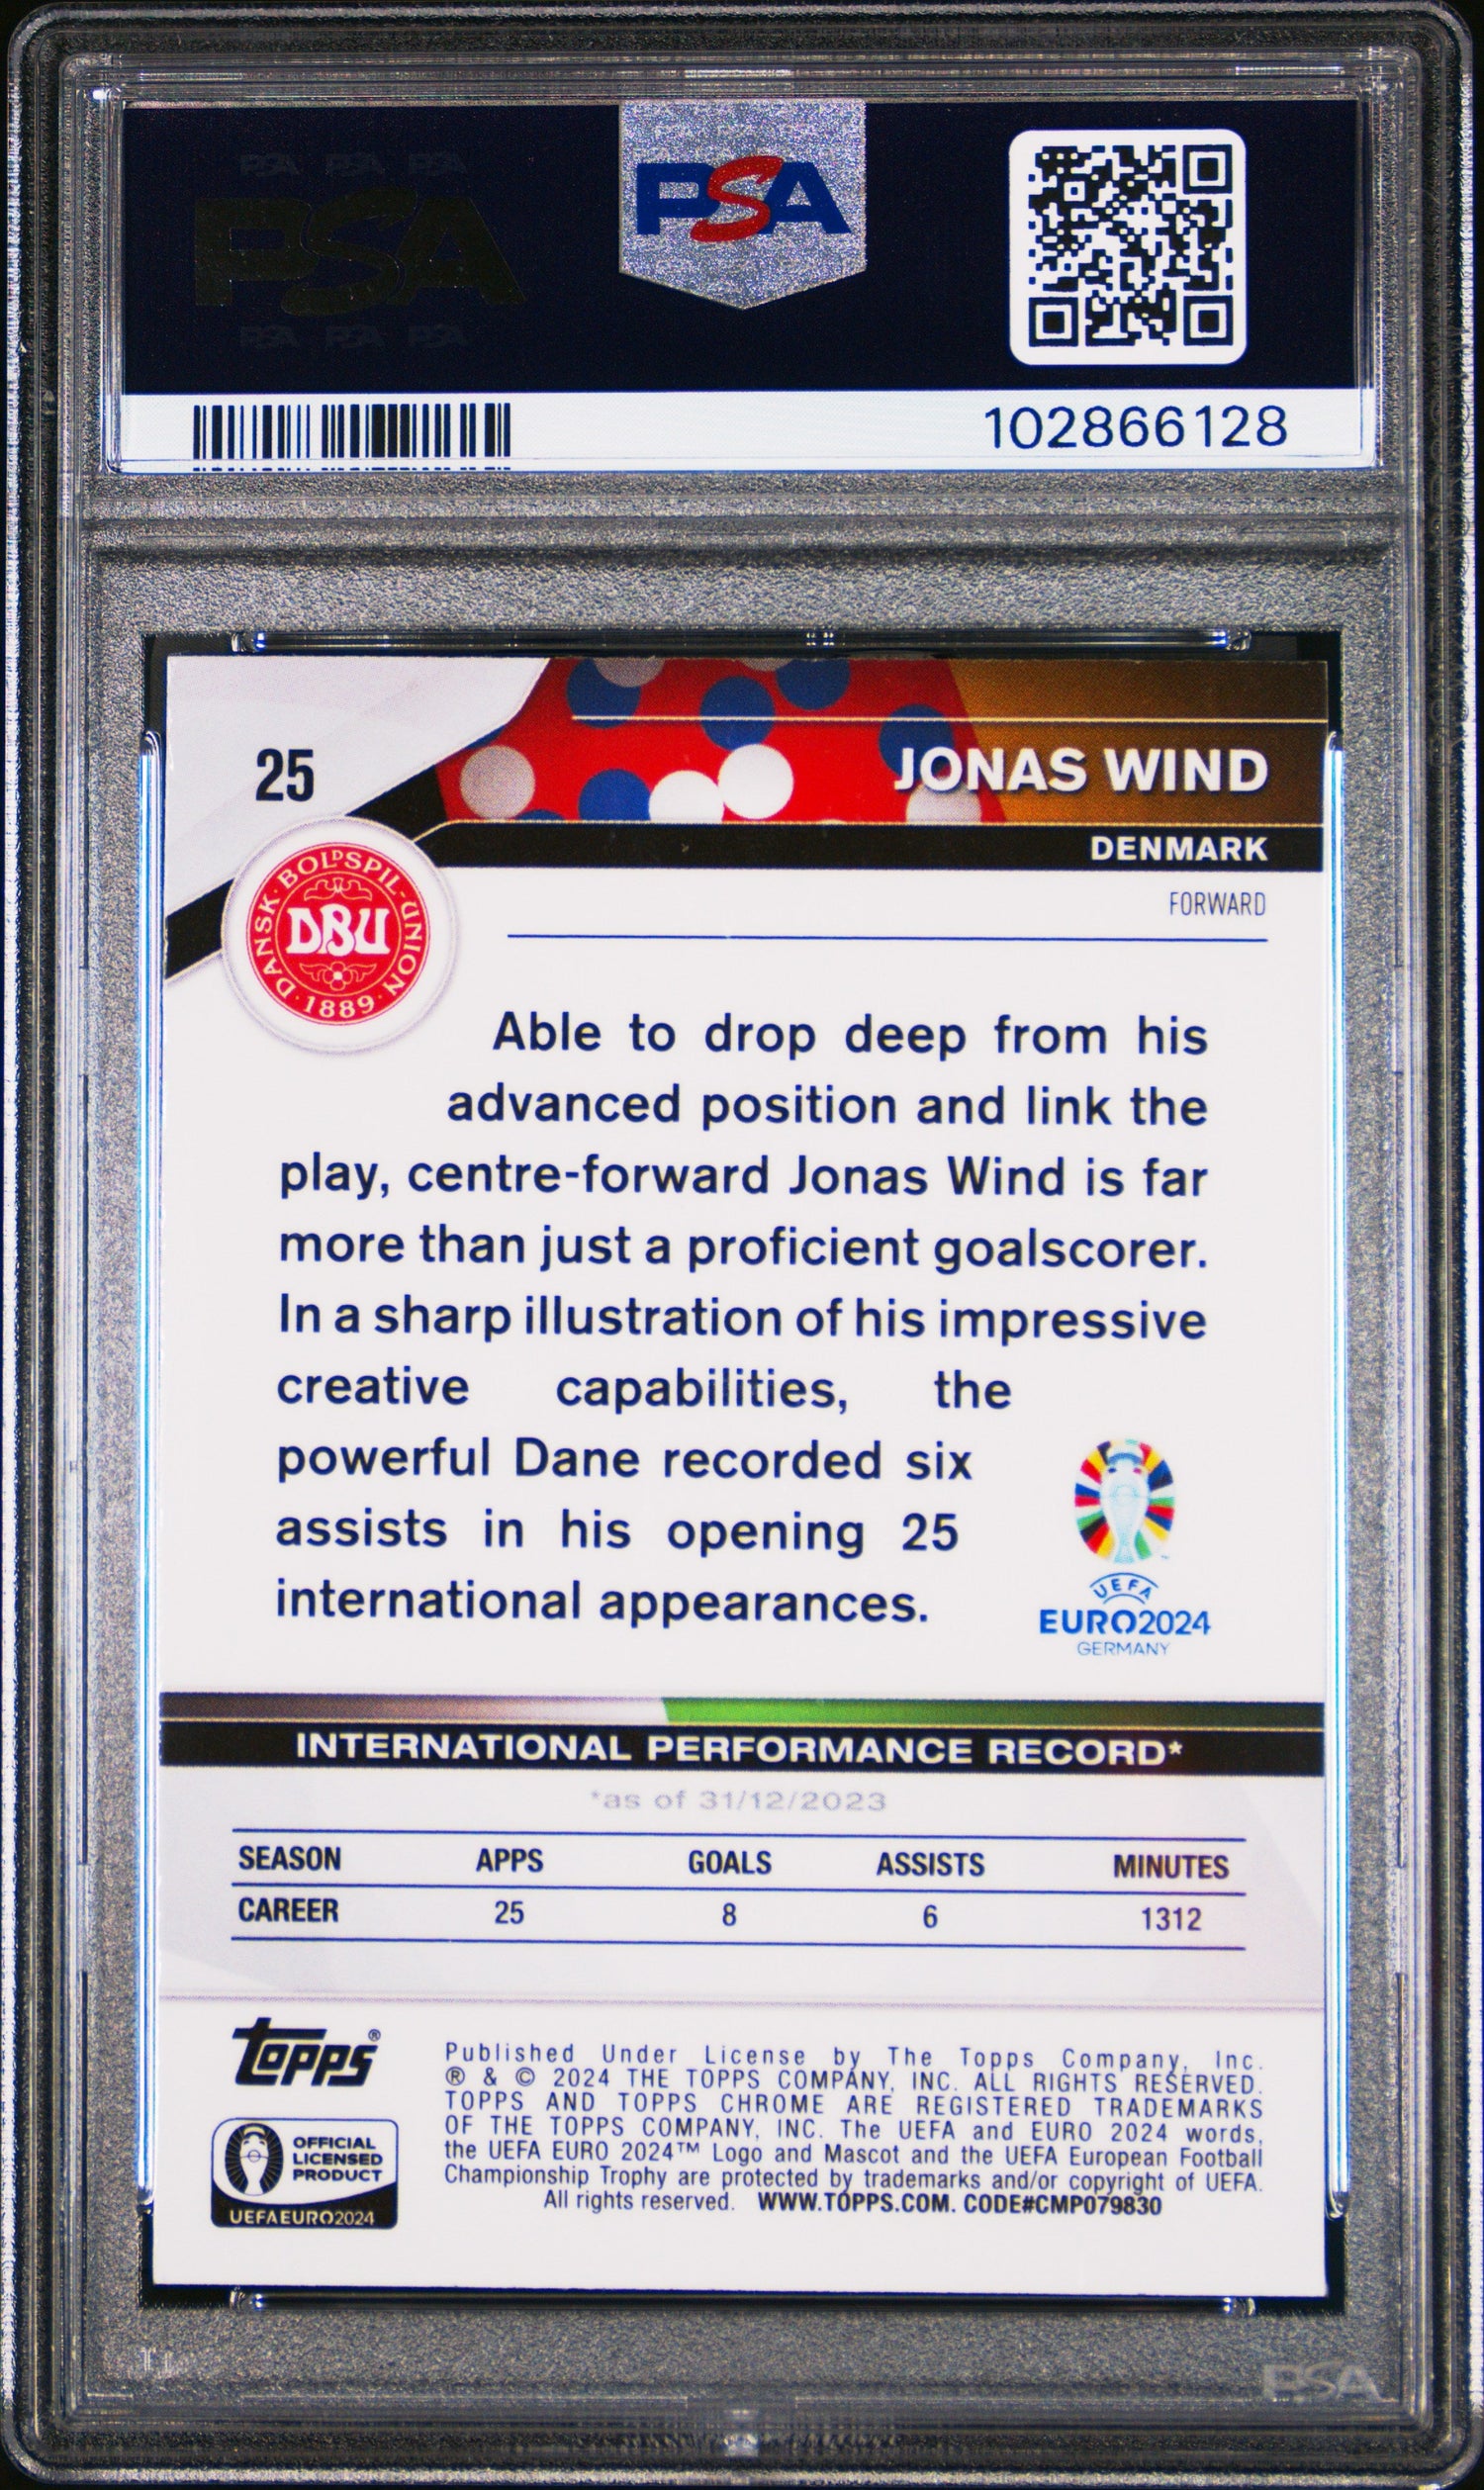 PSA PSA PSA
PSA
PSA PSA PSA
PSA
102866128
25
JONAS WIND
DENMARK
FORWARD
DANSK·BOLDSPIL-UNION
DBU
·1889·
Able to drop deep from his
advanced position and link the
play, centre-forward Jonas Wind is far
more than just a proficient goalscorer.
In a sharp illustration of his impressive
creative capabilities, the
powerful Dane recorded six
assists in his opening 25
international appearances.
UEFA
EURO2024
GERMANY
INTERNATIONAL PERFORMANCE RECORD*
*as of 31/12/2023
SEASON APPS GOALS ASSISTS MINUTES
CAREER 25 8 6 1312
Topps®
OFFICIAL
LICENSED
PRODUCT
UEFAEURO2024
Published Under License by The Topps Company, Inc.
® & © 2024 THE TOPPS COMPANY, INC. ALL RIGHTS RESERVED.
TOPPS AND TOPPS CHROME ARE REGISTERED TRADEMARKS
OF THE TOPPS COMPANY, INC. The UEFA and EURO 2024 words,
the UEFA EURO 2024™ Logo and Mascot and the UEFA European Football
Championship Trophy are protected by trademarks and/or copyright of UEFA.
All rights reserved. WWW.TOPPS.COM. CODE#CMP079830
PSA